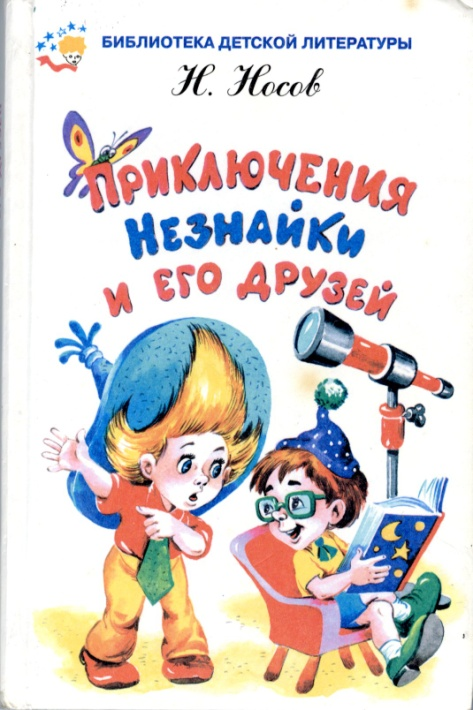 БИБЛИОТЕКА ДЕТСКОЙ ЛИТЕРАТУРЫ
Н. Носов
ПРИКЛЮЧЕНИЯ
НЕЗНАЙКИ
И ЕГО ДРУЗЕЙ